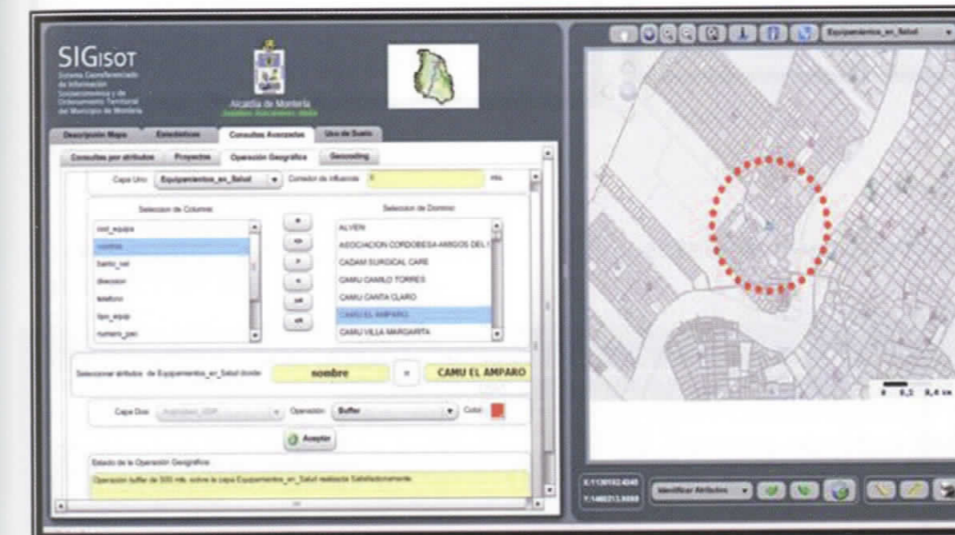 SIGISOT
Sistema Georeferenciado
de Información
Socioeconómica y de
Ordenamiento Territorial
del Municipio de Montería
Alcaldía de Montería
Equipamientos_en_Salud
Descripción Mapa Estadísticas Consultas Avanzadas Uso de Suelo
Consultas por atributos Proyectos Operación Geográfica Geocoding
Capa Uno: Equipamientos_en_Salud Corredor de influencia: mts.
Seleccion de Columna: Seleccion de Dominio:
cod_equipa
nombre
barrio_ver
direccion
telefono
tipo_equip
numero_pac
ALVIEN
ASOCIACION CORDOBESA AMIGOS DEL
CADAM SURGICAL CARE
CAMU CAMILO TORRES
CAMU CANTA CLARO
CAMU EL AMPARO
CAMU VILLA MARGARITA
Seleccionar atributos de Equipamientos_en_Salud donde: nombre = CAMU EL AMPARO
Capa Dos: Operación: Buffer Color:
Aceptar
Estado de la Operación Geográfica:
Operación buffer de 500 mts. sobre la capa Equipamientos_en_Salud realizada Satisfactoriamente.
Identificar Atributos